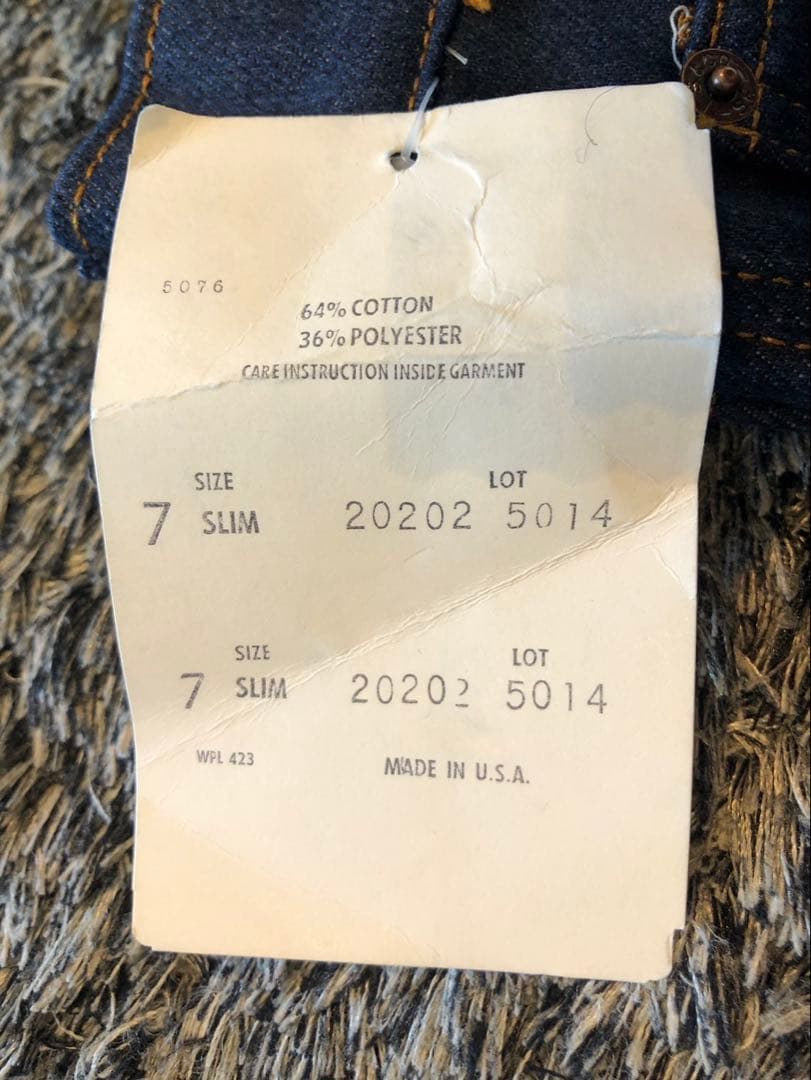 5076
64% COTTON
36% POLYESTER
CARE INSTRUCTION INSIDE GARMENT
SIZE LOT
7 SLIM 20202 5014
SIZE LOT
7 SLIM 20202 5014
WPL 423 MADE IN U.S.A.